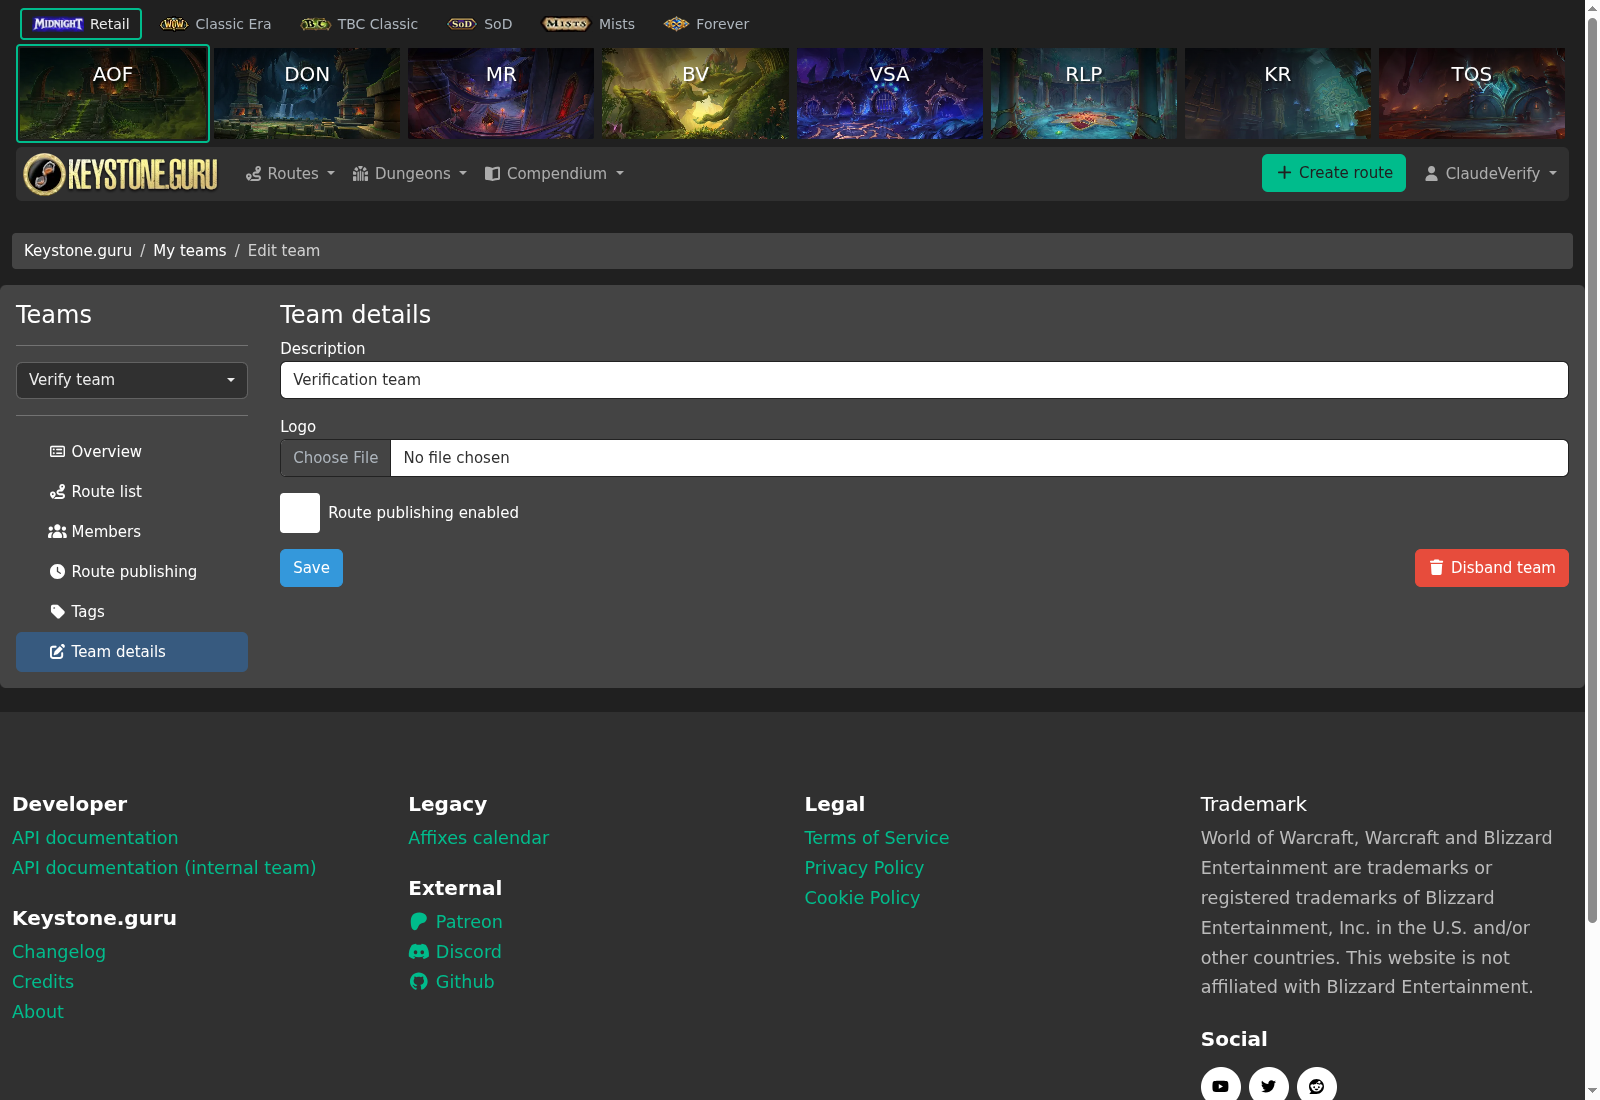 MIDNIGHT Retail WOW Classic Era BC TBC Classic SoD SoD MISTS Mists Forever
AOF DON MR BV VSA RLP KR TOS
KEYSTONE.GURU Routes Dungeons Compendium Create route ClaudeVerify
Keystone.guru / My teams / Edit team
Teams
Verify team
Overview
Route list
Members
Route publishing
Tags
Team details
Team details
Description
Verification team
Logo
Choose File No file chosen
Route publishing enabled
Save Disband team
Developer
API documentation
API documentation (internal team)
Keystone.guru
Changelog
Credits
About
Legacy
Affixes calendar
External
Patreon
Discord
Github
Legal
Terms of Service
Privacy Policy
Cookie Policy
Trademark
World of Warcraft, Warcraft and Blizzard
Entertainment are trademarks or
registered trademarks of Blizzard
Entertainment, Inc. in the U.S. and/or
other countries. This website is not
affiliated with Blizzard Entertainment.
Social